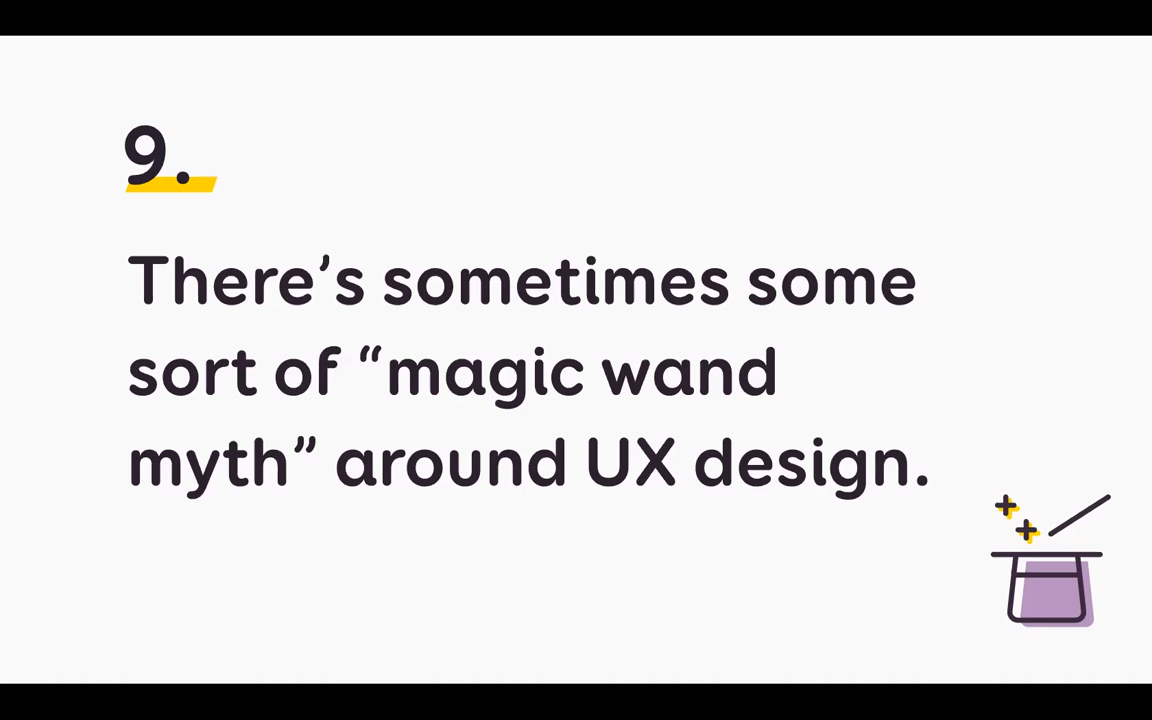 9.
There’s sometimes some
sort of “magic wand
myth” around UX design.